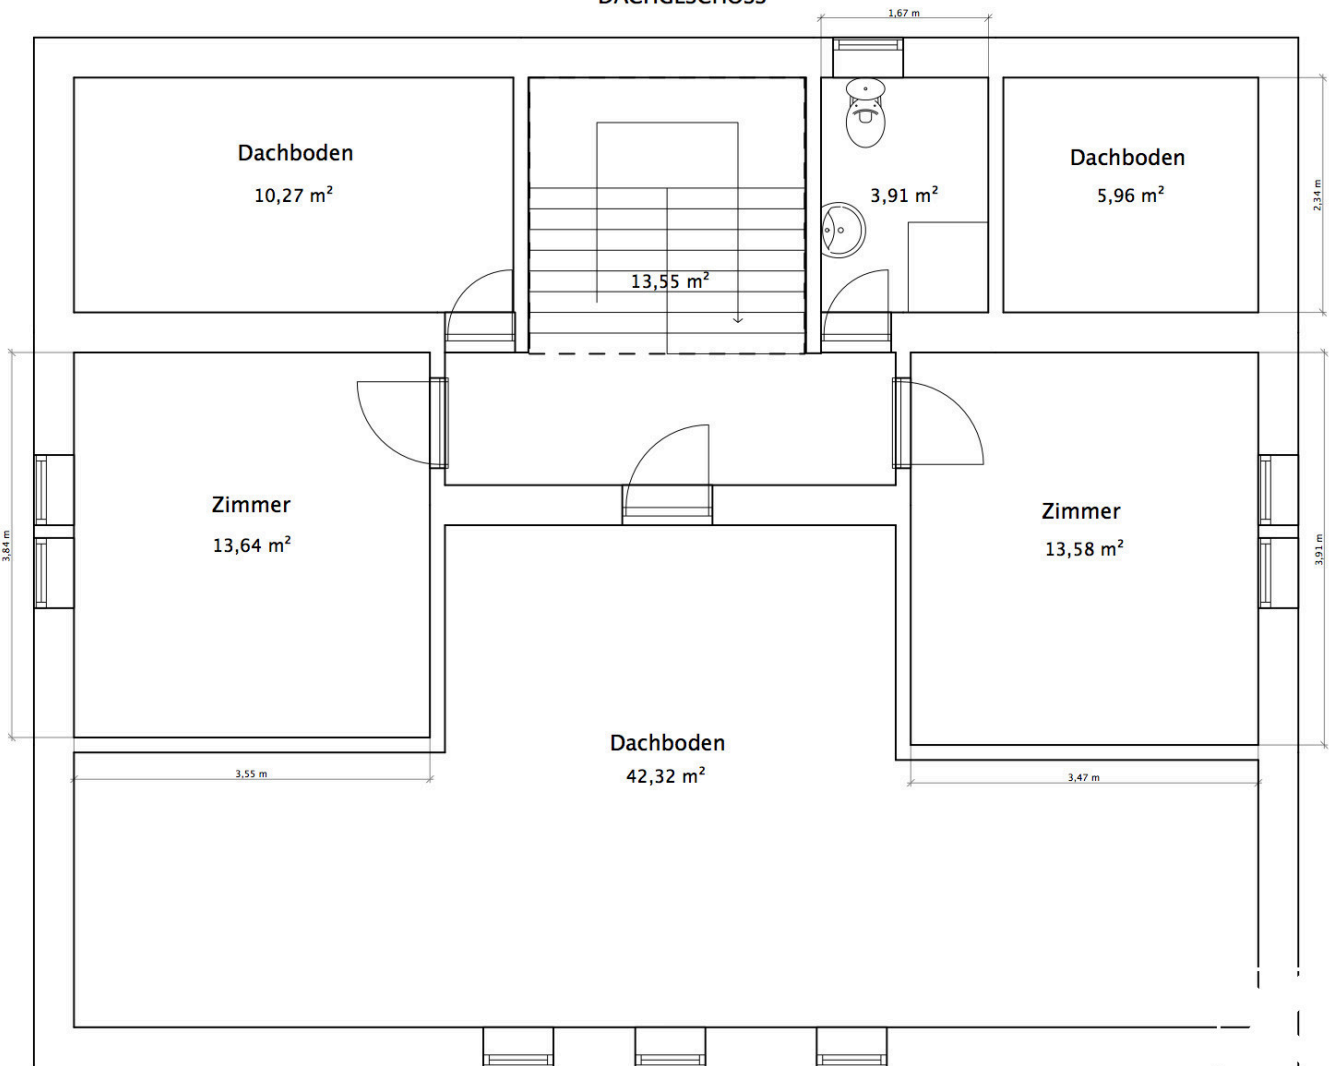 DACHGESCHOSS
1,67 m
Dachboden
10,27 m²
3,91 m²
Dachboden
5,96 m²
2,34 m
13,55 m²
Zimmer
13,64 m²
3,84 m
Zimmer
13,58 m²
3,91 m
Dachboden
42,32 m²
3,55 m
3,47 m